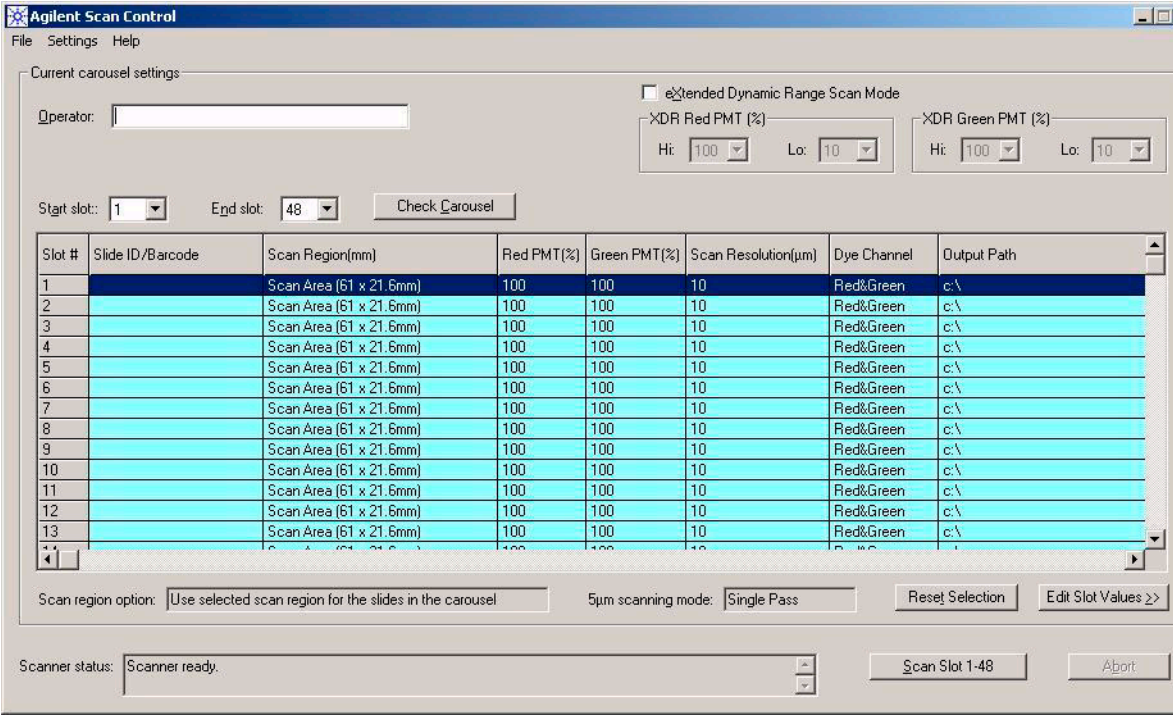 Agilent Scan Control
File Settings Help
Current carousel settings
Operator:
eXtended Dynamic Range Scan Mode
XDR Red PMT (%)
Hi: 100 Lo: 10
XDR Green PMT (%)
Hi: 100 Lo: 10
Start slot:: 1 End slot: 48 Check Carousel
Slot # Slide ID/Barcode Scan Region(mm) Red PMT(%) Green PMT(%) Scan Resolution(µm) Dye Channel Output Path
1 Scan Area (61 x 21.6mm) 100 100 10 Red&Green c:\
2 Scan Area (61 x 21.6mm) 100 100 10 Red&Green c:\
3 Scan Area (61 x 21.6mm) 100 100 10 Red&Green c:\
4 Scan Area (61 x 21.6mm) 100 100 10 Red&Green c:\
5 Scan Area (61 x 21.6mm) 100 100 10 Red&Green c:\
6 Scan Area (61 x 21.6mm) 100 100 10 Red&Green c:\
7 Scan Area (61 x 21.6mm) 100 100 10 Red&Green c:\
8 Scan Area (61 x 21.6mm) 100 100 10 Red&Green c:\
9 Scan Area (61 x 21.6mm) 100 100 10 Red&Green c:\
10 Scan Area (61 x 21.6mm) 100 100 10 Red&Green c:\
11 Scan Area (61 x 21.6mm) 100 100 10 Red&Green c:\
12 Scan Area (61 x 21.6mm) 100 100 10 Red&Green c:\
13 Scan Area (61 x 21.6mm) 100 100 10 Red&Green c:\
Scan region option: Use selected scan region for the slides in the carousel 5µm scanning mode: Single Pass Reset Selection Edit Slot Values >>
Scanner status: Scanner ready. Scan Slot 1-48 Abort